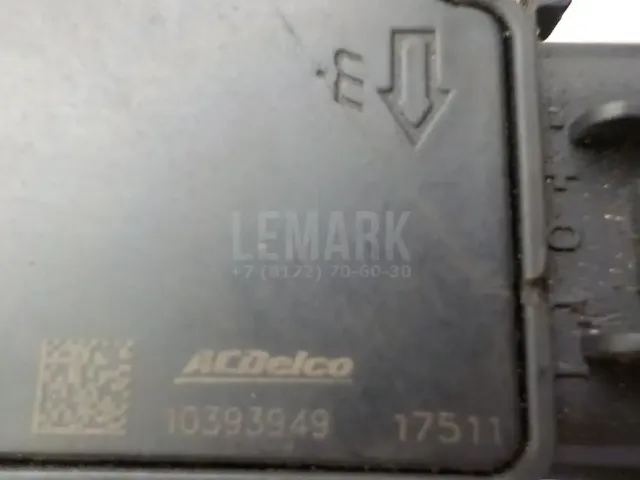 E
LEMARK
+7 (8172) 70-60-30
ACDelco
10393949 17511